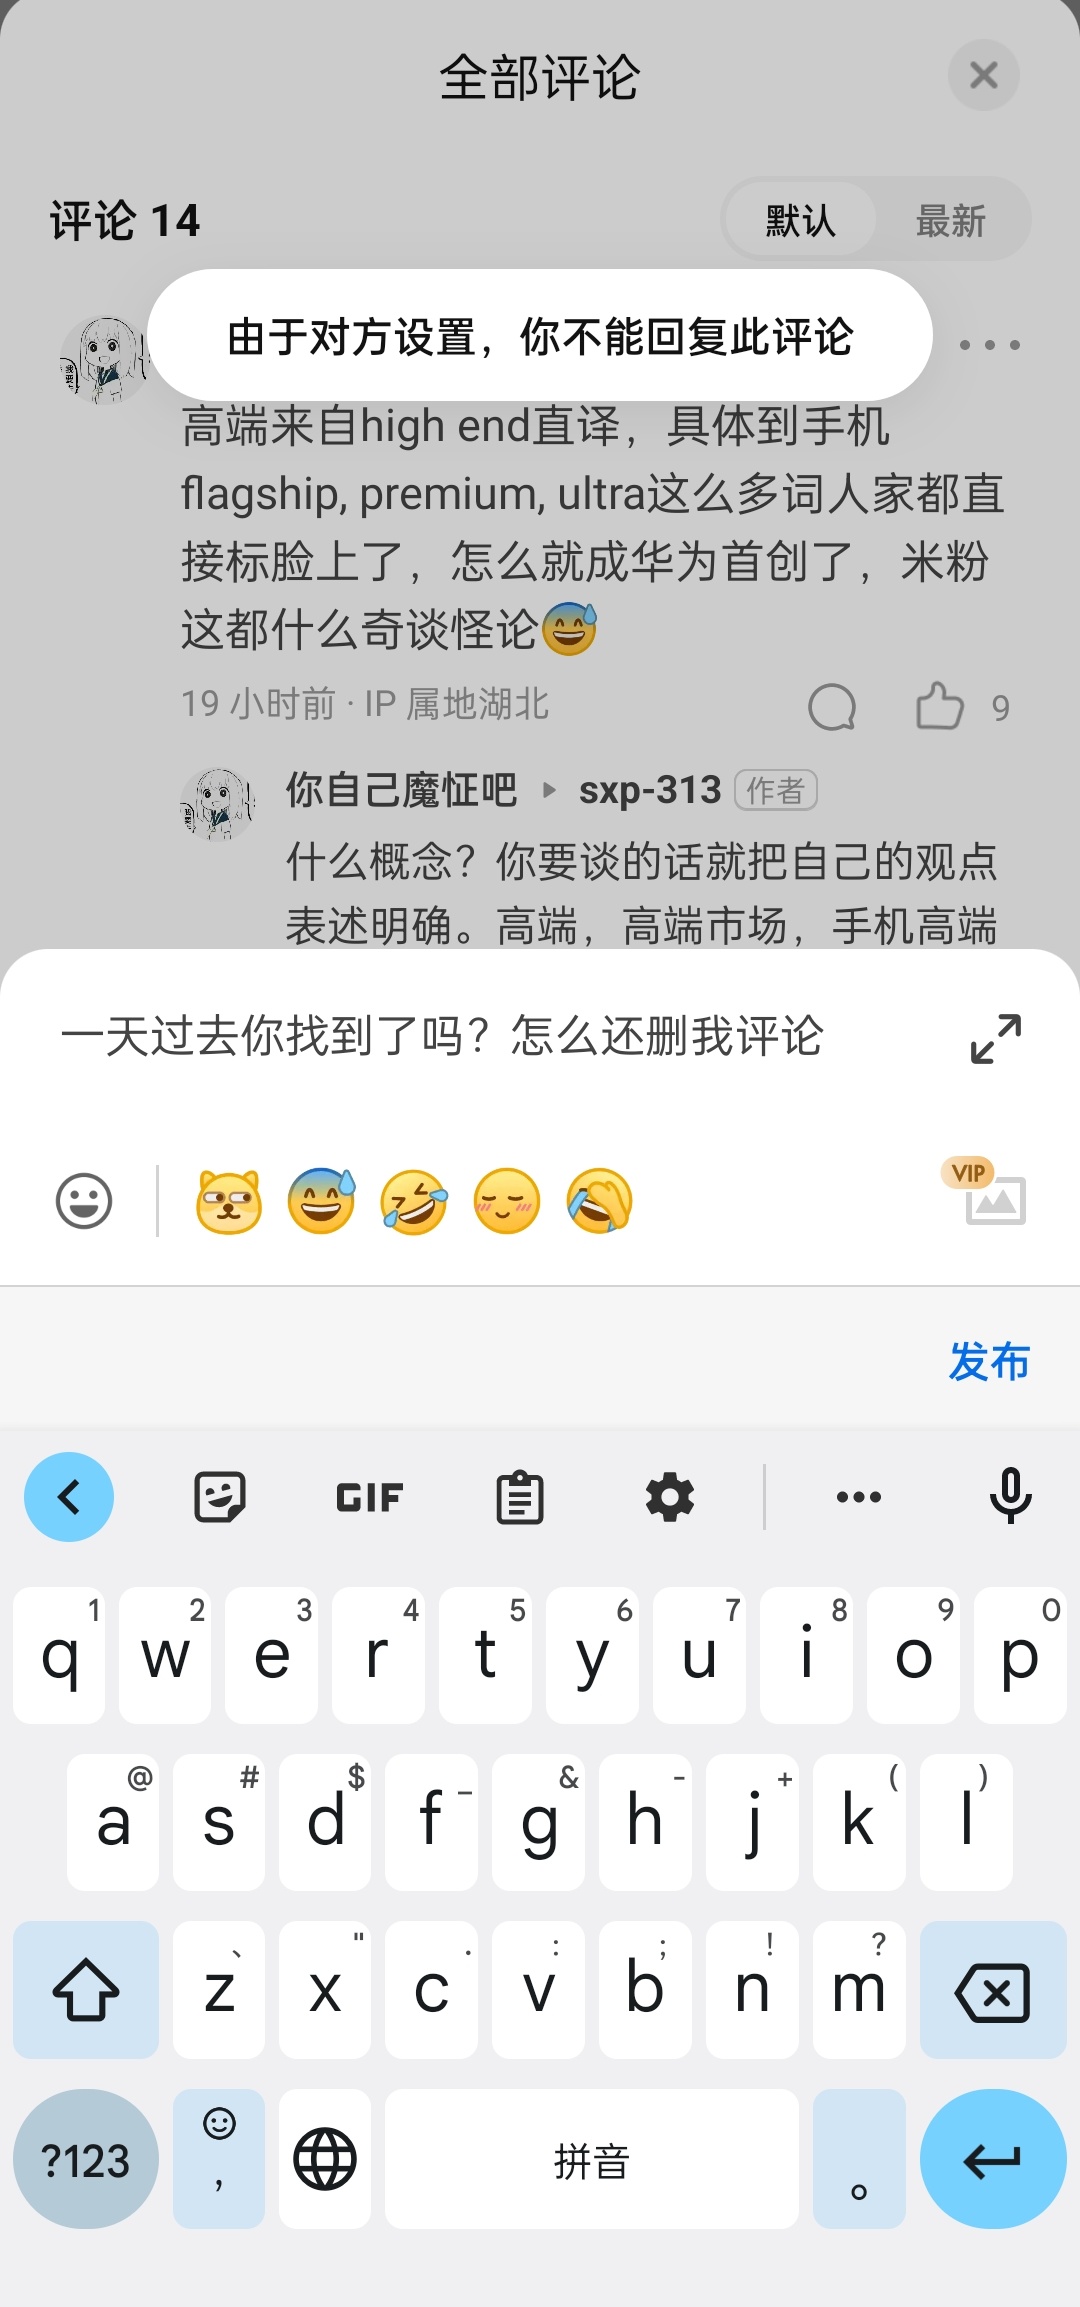 全部评论
评论 14
默认
最新
由于对方设置，你不能回复此评论
高端来自high end直译，具体到手机
flagship, premium, ultra这么多词人家都直
接标脸上了，怎么就成华为首创了，米粉
这都什么奇谈怪论😅
19 小时前 · IP 属地湖北
9
你自己魔怔吧 ▸ sxp-313 作者
什么概念？你要谈的话就把自己的观点
表述明确。高端，高端市场，手机高端
一天过去你找到了吗？怎么还删我评论
VIP
发布
GIF
1 2 3 4 5 6 7 8 9 0
q w e r t y u i o p
@ # $ _ & - + ( )
a s d f g h j k l
、 " . : ; ! ?
z x c v b n m
?123 , 拼音 。